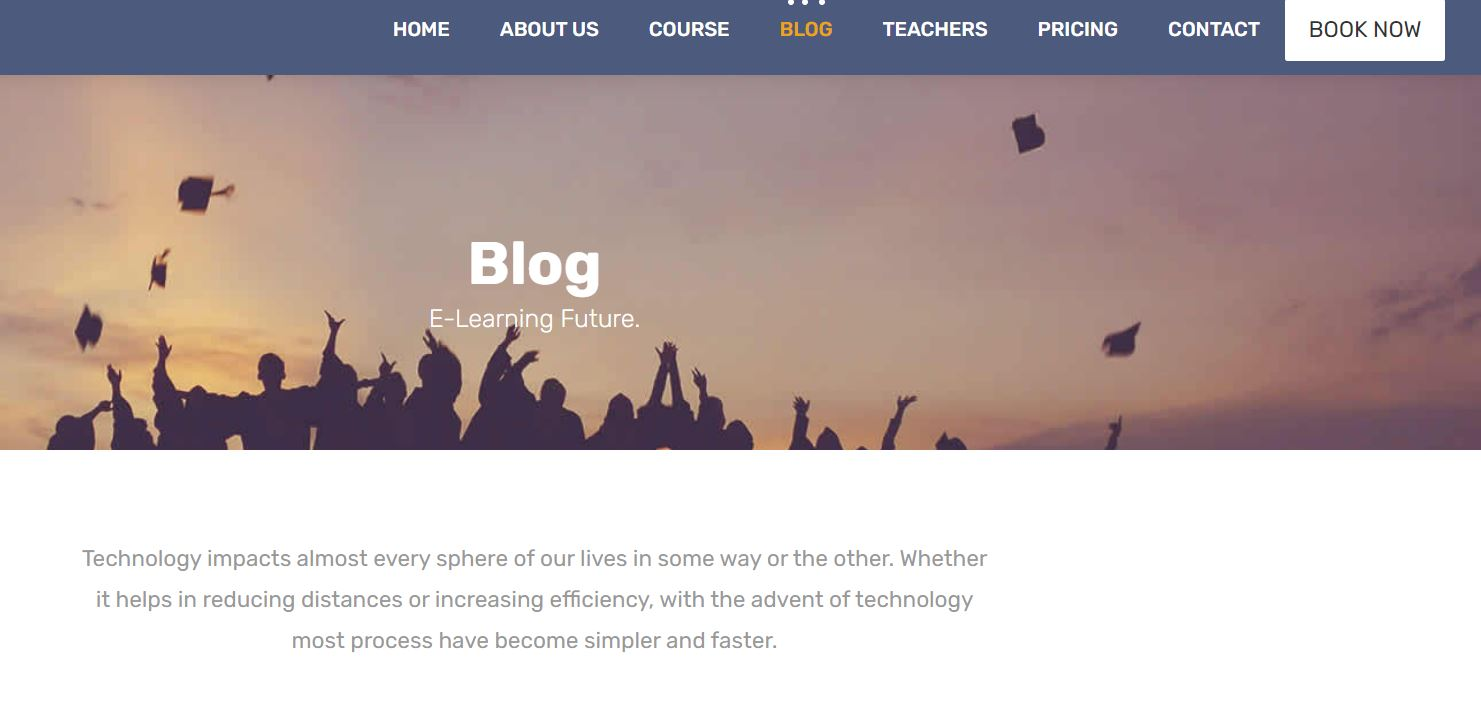 HOME ABOUT US COURSE BLOG TEACHERS PRICING CONTACT BOOK NOW
Blog
E-Learning Future.
Technology impacts almost every sphere of our lives in some way or the other. Whether
it helps in reducing distances or increasing efficiency, with the advent of technology
most process have become simpler and faster.